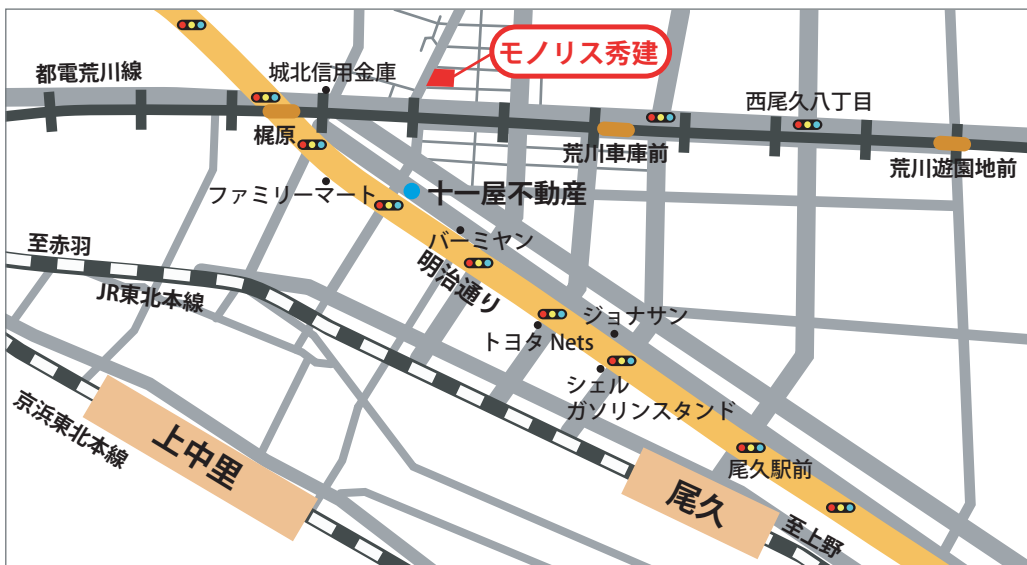 モノリス秀建
都電荒川線
城北信用金庫
西尾久八丁目
梶原
荒川車庫前
荒川遊園地前
ファミリーマート
十一屋不動産
バーミヤン
至赤羽
明治通り
JR東北本線
ジョナサン
トヨタ Nets
シェル
ガソリンスタンド
京浜東北本線
上中里
尾久駅前
尾久
至上野